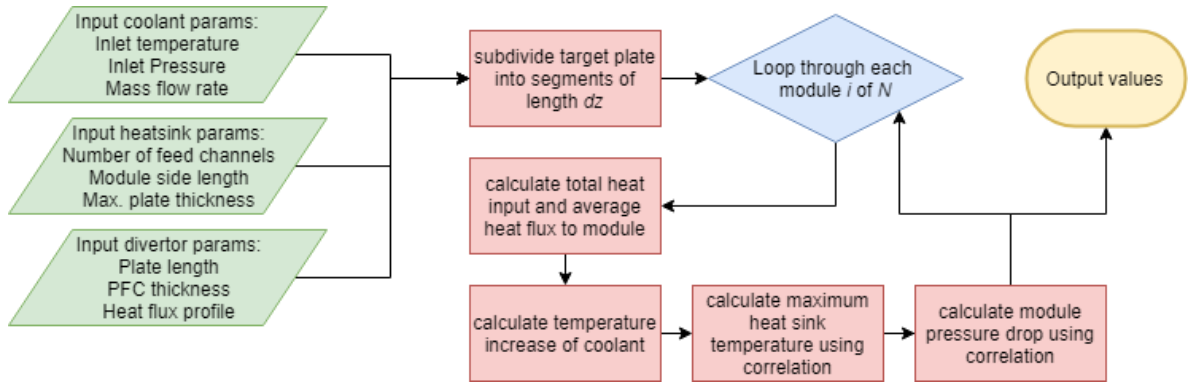 Input coolant params:
Inlet temperature
Inlet Pressure
Mass flow rate
Input heatsink params:
Number of feed channels
Module side length
Max. plate thickness
Input divertor params:
Plate length
PFC thickness
Heat flux profile
subdivide target plate
into segments of
length dz
Loop through each
module i of N
Output values
calculate total heat
input and average
heat flux to module
calculate temperature
increase of coolant
calculate maximum
heat sink
temperature using
correlation
calculate module
pressure drop using
correlation